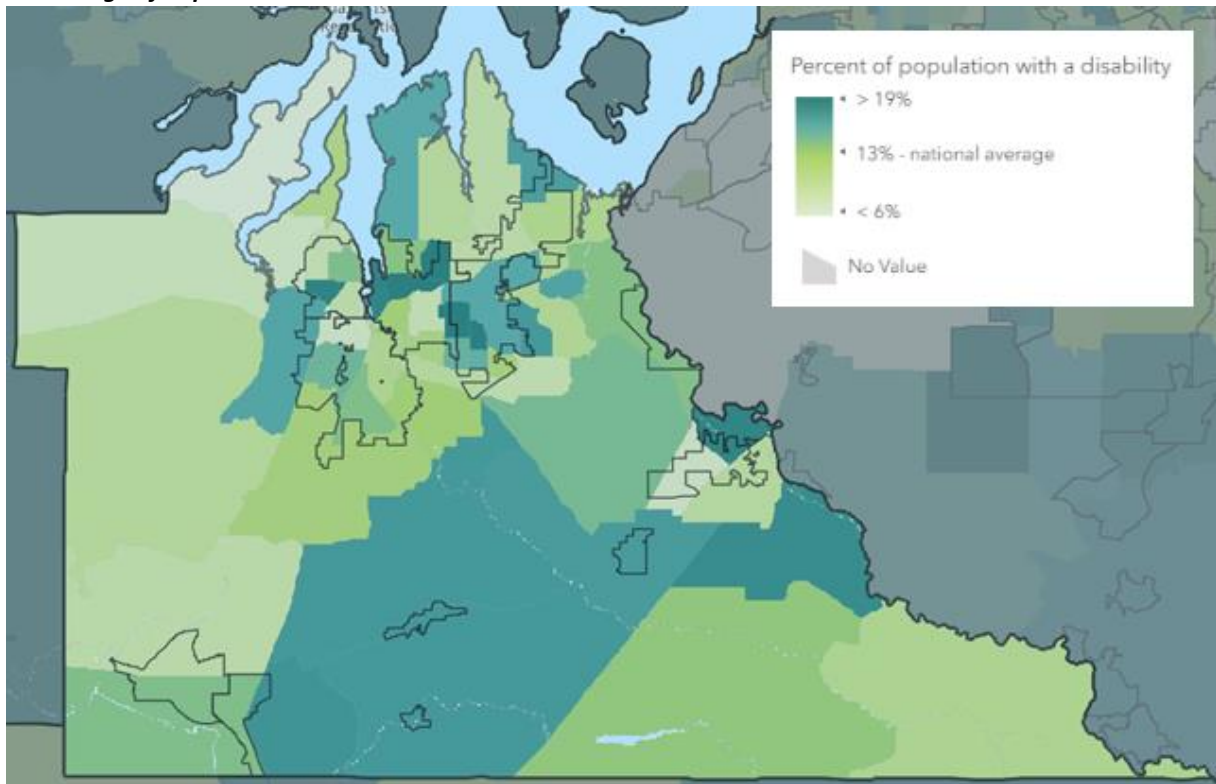 Percent of population with a disability
> 19%
13% - national average
< 6%
No Value